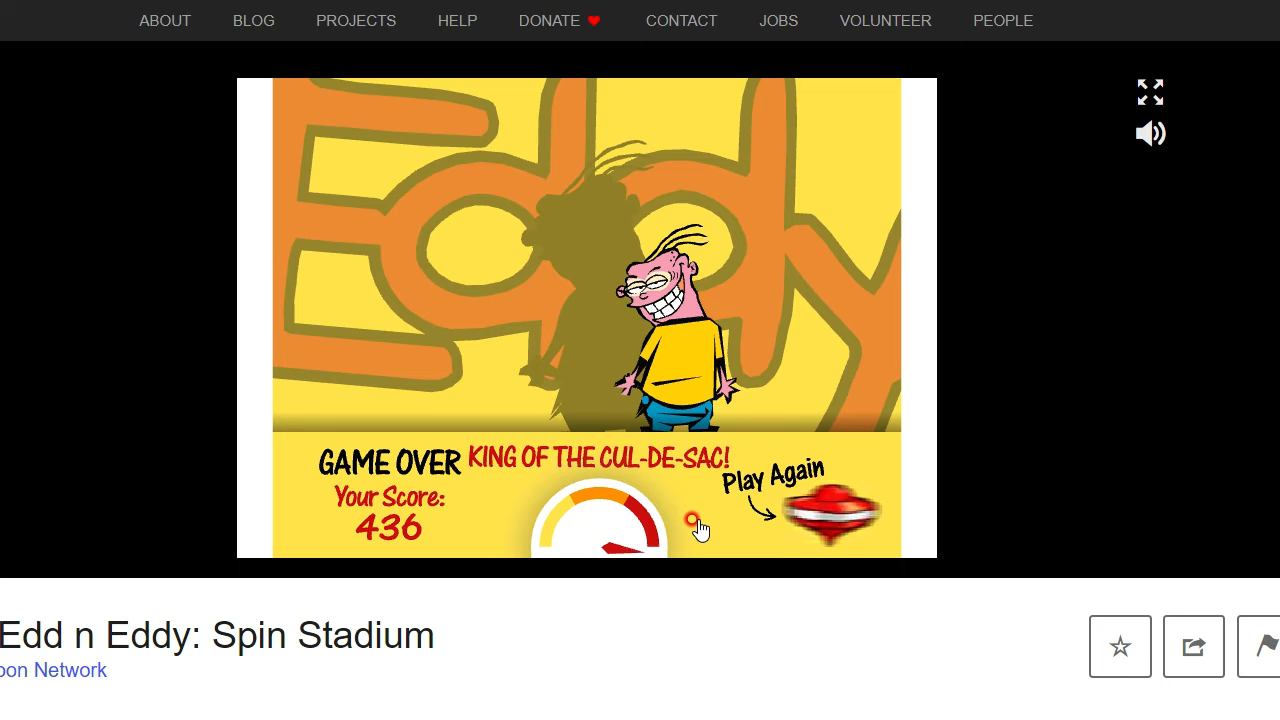 ABOUT BLOG PROJECTS HELP DONATE CONTACT JOBS VOLUNTEER PEOPLE
Eddy
GAME OVER KING OF THE CUL-DE-SAC!
Play Again
Your Score:
436
Edd n Eddy: Spin Stadium
oon Network